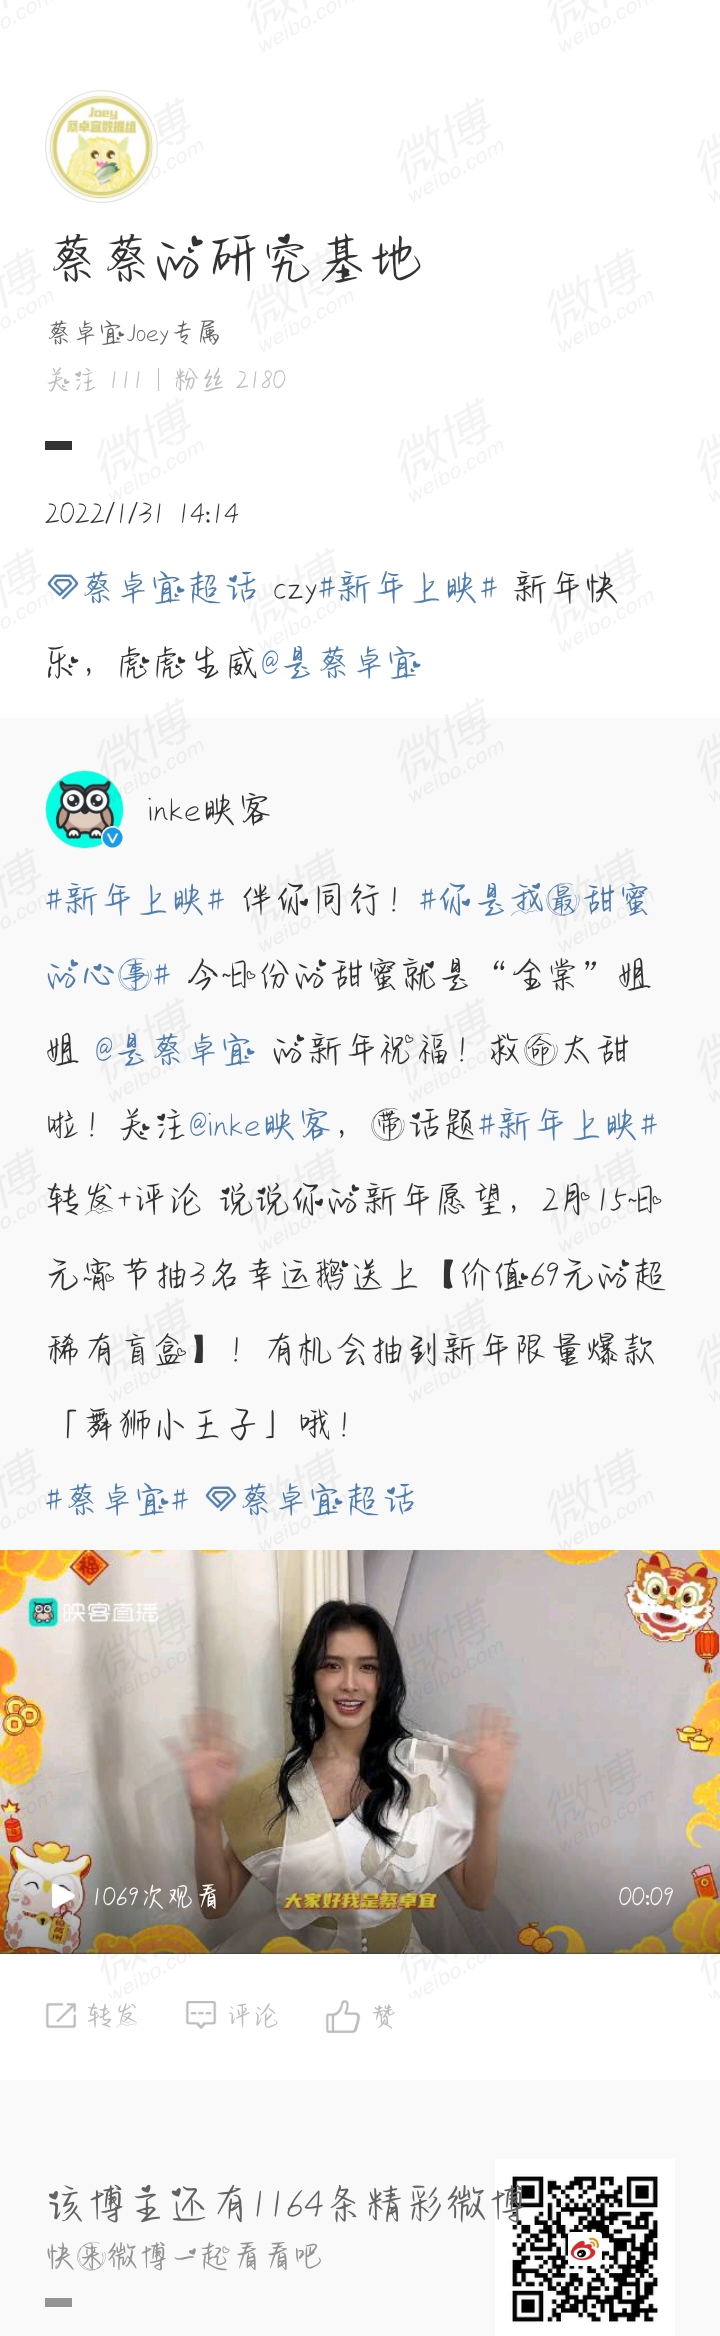 Joey
蔡卓宜数据组
蔡蔡的研究基地
蔡卓宜Joey专属
关注 111 | 粉丝 2180
2022/1/31 14:14
蔡卓宜超话 czy#新年上映# 新年快
乐，虎虎生威@是蔡卓宜
inke映客
#新年上映# 伴你同行！#你是我最甜蜜
的心事# 今日份的甜蜜就是“全棠”姐
姐 @是蔡卓宜 的新年祝福！救命太甜
啦！关注@inke映客，带话题#新年上映#
转发+评论 说说你的新年愿望，2月15日
元宵节抽3名幸运鹅送上【价值69元的超
稀有盲盒】！有机会抽到新年限量爆款
「舞狮小王子」哦！
#蔡卓宜# 蔡卓宜超话
福
王
映客直播
1069次观看
大家好我是蔡卓宜
00:09
转发 评论 赞
该博主还有1164条精彩微博
快来微博一起看看吧
微博
weibo.com